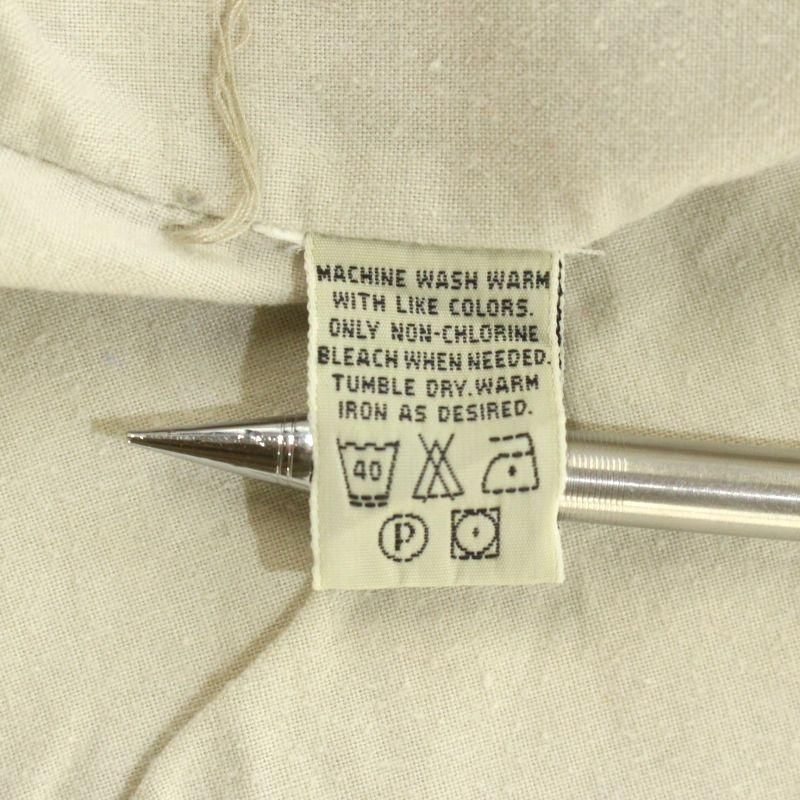 MACHINE WASH WARM
WITH LIKE COLORS.
ONLY NON-CHLORINE
BLEACH WHEN NEEDED.
TUMBLE DRY.WARM
IRON AS DESIRED.
40
P